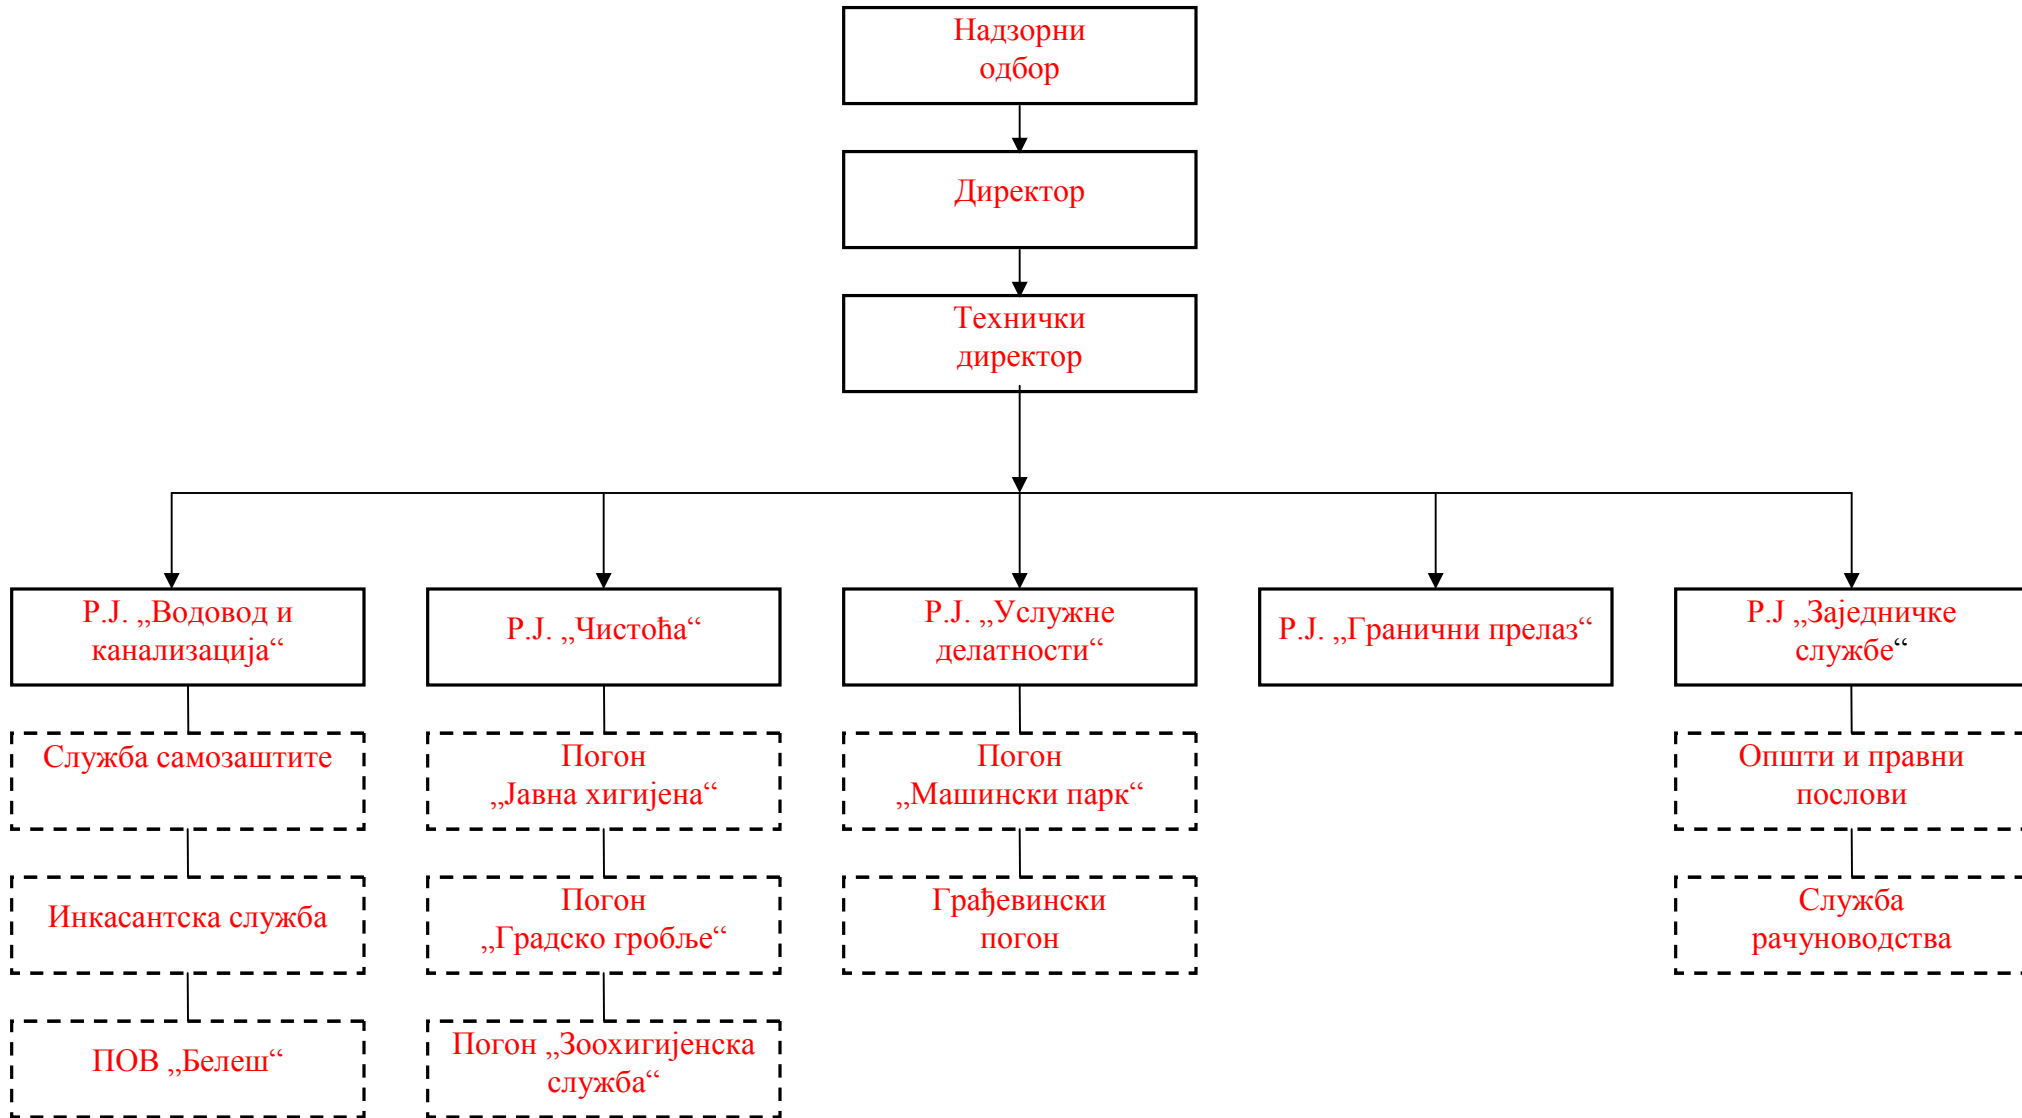 Надзорни
одбор
Директор
Технички
директор
Р.Ј. „Водовод и
канализација“
Р.Ј. „Чистоћа“
Р.Ј. „Услужне
делатности“
Р.Ј. „Гранични прелаз“
Р.Ј „Заједничке
службе“
Служба самозаштите
Погон
„Јавна хигијена“
Погон
„Машински парк“
Општи и правни
послови
Инкасантска служба
Погон
„Градско гробље“
Грађевински
погон
Служба
рачуноводства
ПОВ „Белеш“
Погон „Зоохигијенска
служба“